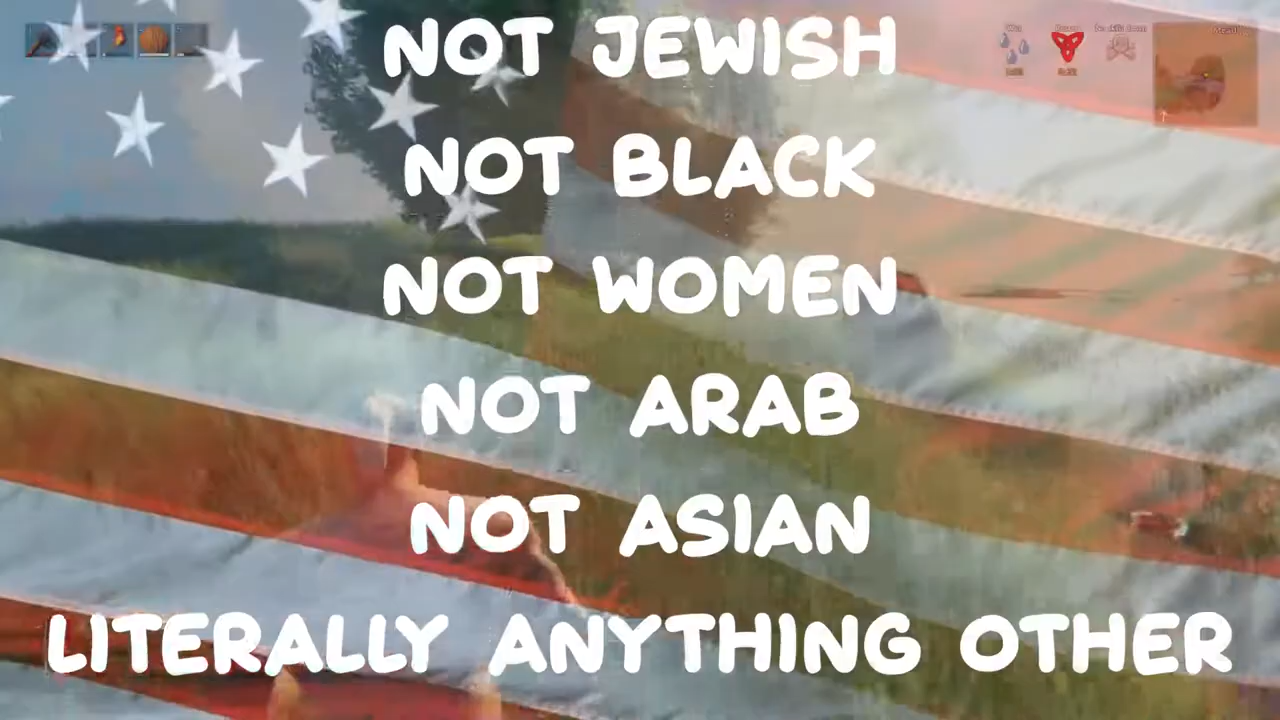 NOT JEWISH
NOT BLACK
NOT WOMEN
NOT ARAB
NOT ASIAN
LITERALLY ANYTHING OTHER